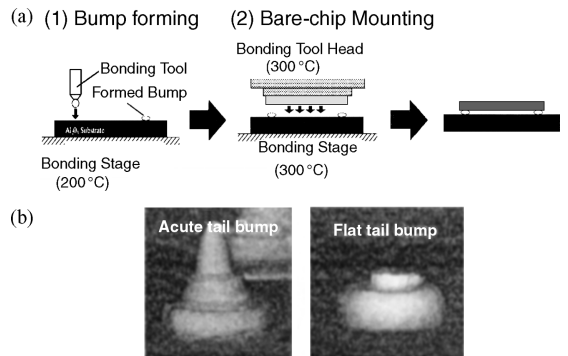 (a) (1) Bump forming (2) Bare-chip Mounting
Bonding Tool Head
(300 °C)
Bonding Tool
Formed Bump
Al₂O₃ Substrate
Bonding Stage
(200 °C)
Bonding Stage
(300 °C)
(b)
Acute tail bump
Flat tail bump